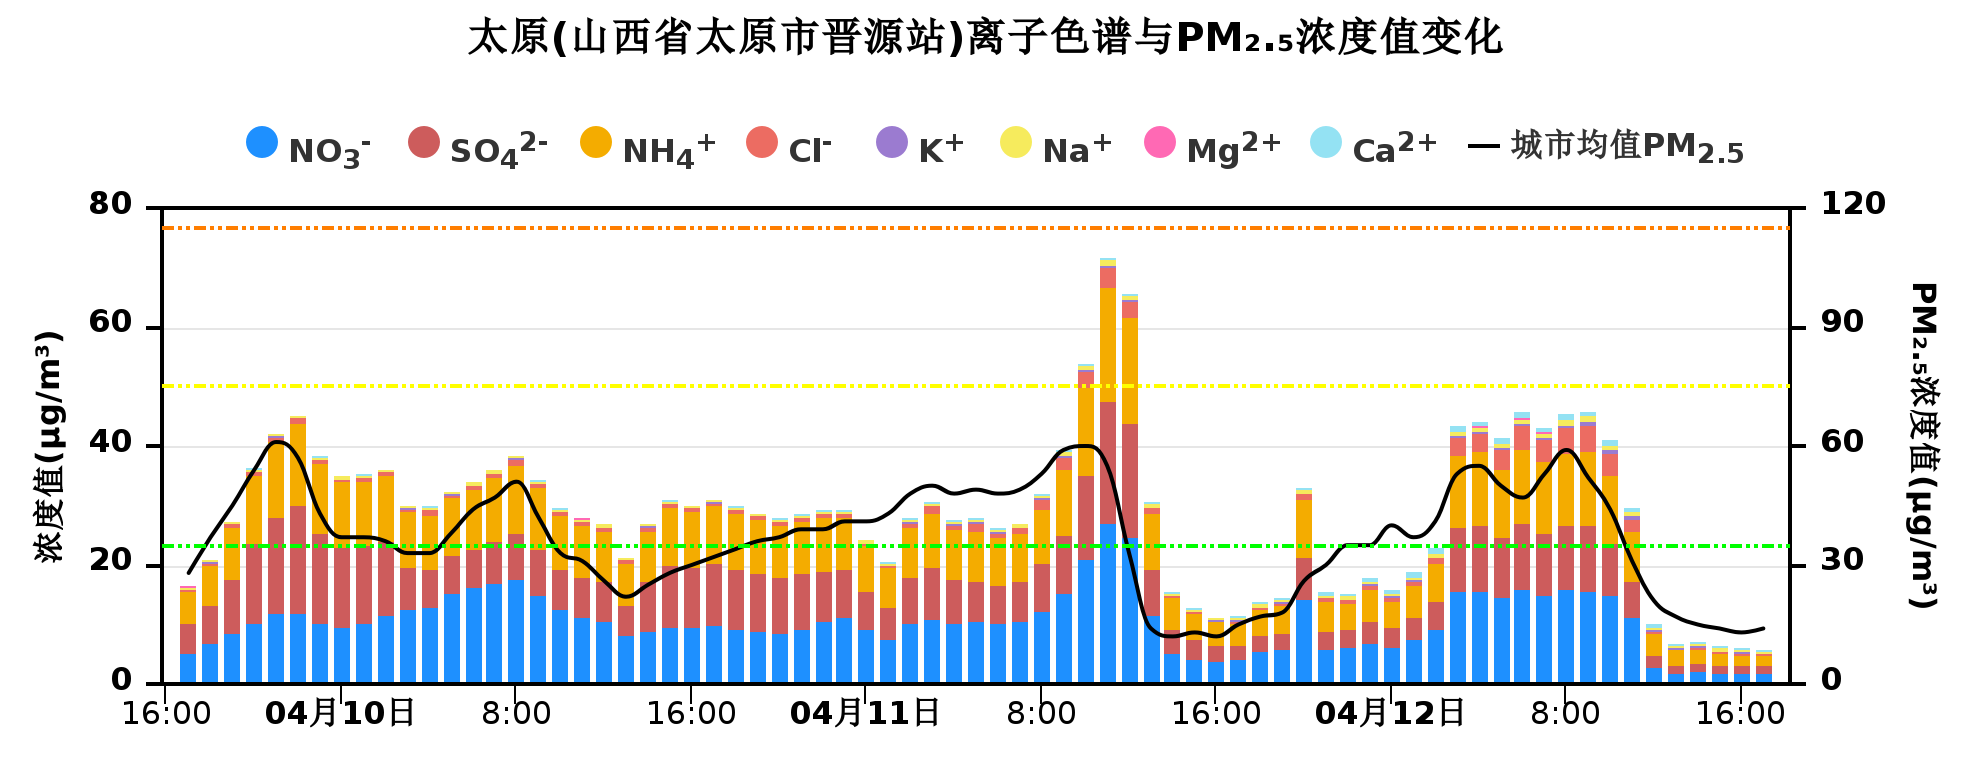 太原(山西省太原市晋源站)离子色谱与PM₂.₅浓度值变化
NO₃⁻ SO₄²⁻ NH₄⁺ Cl⁻ K⁺ Na⁺ Mg²⁺ Ca²⁺ 城市均值PM₂.₅
80 120
60 90
40 60
20 30
0 0
浓度值(μg/m³)
PM₂.₅浓度值(μg/m³)
16:00 04月10日 8:00 16:00 04月11日 8:00 16:00 04月12日 8:00 16:00